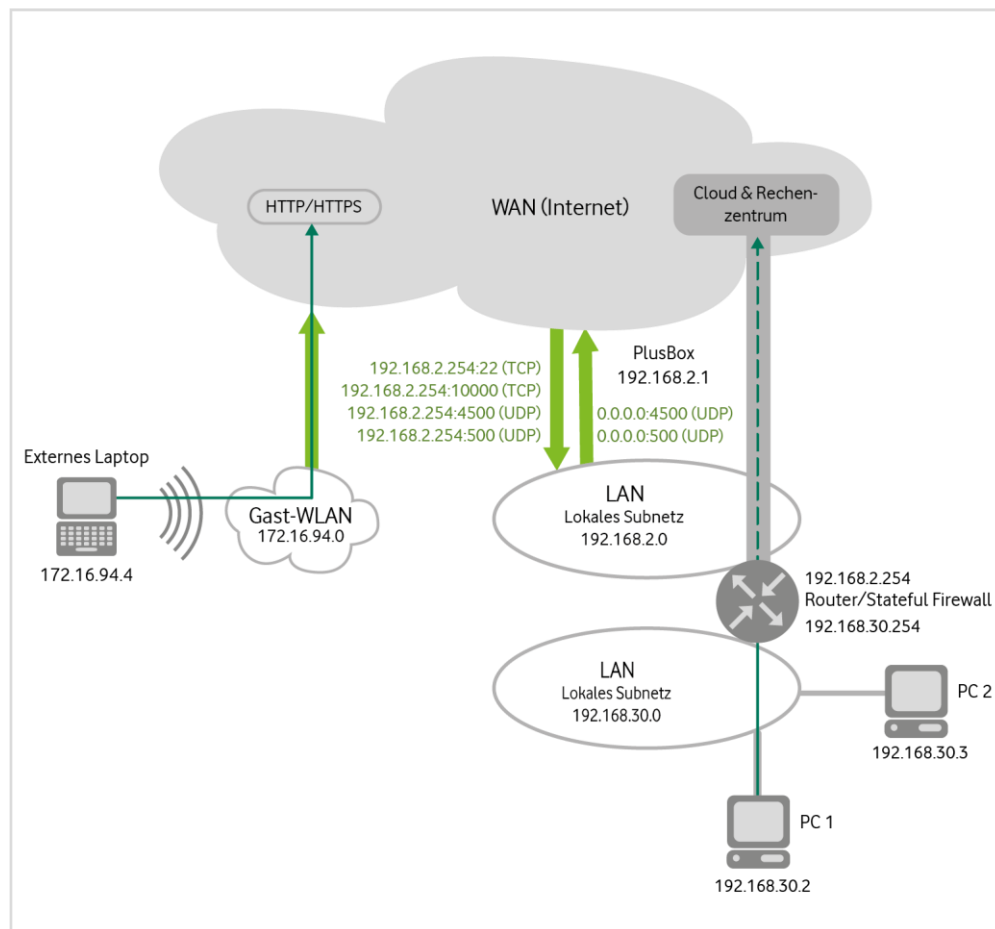 Cloud & Rechen-
zentrum
HTTP/HTTPS
WAN (Internet)
PlusBox
192.168.2.1
192.168.2.254:22 (TCP)
192.168.2.254:10000 (TCP)
192.168.2.254:4500 (UDP)
192.168.2.254:500 (UDP)
0.0.0.0:4500 (UDP)
0.0.0.0:500 (UDP)
Externes Laptop
172.16.94.4
Gast-WLAN
172.16.94.0
LAN
Lokales Subnetz
192.168.2.0
192.168.2.254
Router/Stateful Firewall
192.168.30.254
LAN
Lokales Subnetz
192.168.30.0
PC 2
192.168.30.3
PC 1
192.168.30.2